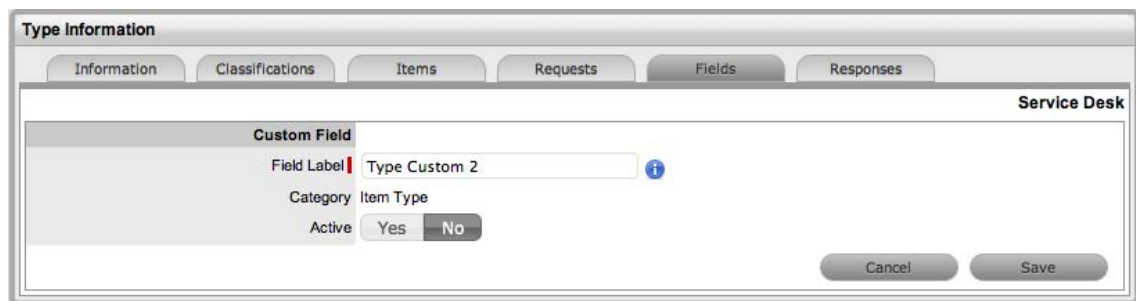 Type Information
Information Classifications Items Requests Fields Responses
Service Desk
Custom Field
Field Label Type Custom 2 i
Category Item Type
Active Yes No
Cancel Save